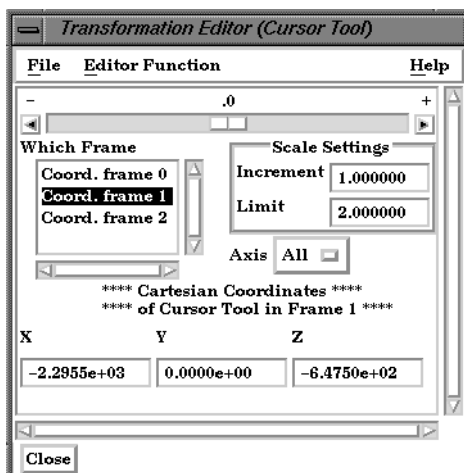 Transformation Editor (Cursor Tool)
File Editor Function Help
- .0 +
Which Frame
Scale Settings
Coord. frame 0
Coord. frame 1
Coord. frame 2
Increment 1.000000
Limit 2.000000
Axis All
**** Cartesian Coordinates ****
**** of Cursor Tool in Frame 1 ****
X Y Z
-2.2955e+03 0.0000e+00 -6.4750e+02
Close